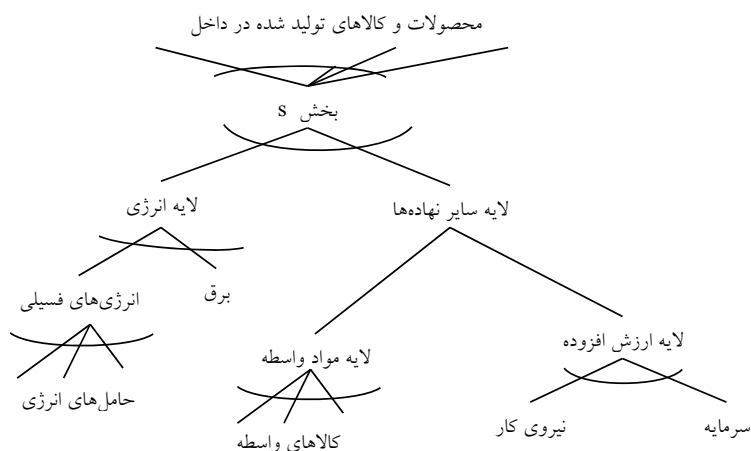 محصولات و کالاهای تولید شده در داخل
بخش s
لایه انرژی
لایه سایر نهاده‌ها
برق
انرژی‌های فسیلی
لایه ارزش افزوده
لایه مواد واسطه
حامل‌های انرژی
سرمایه
نیروی کار
کالاهای واسطه